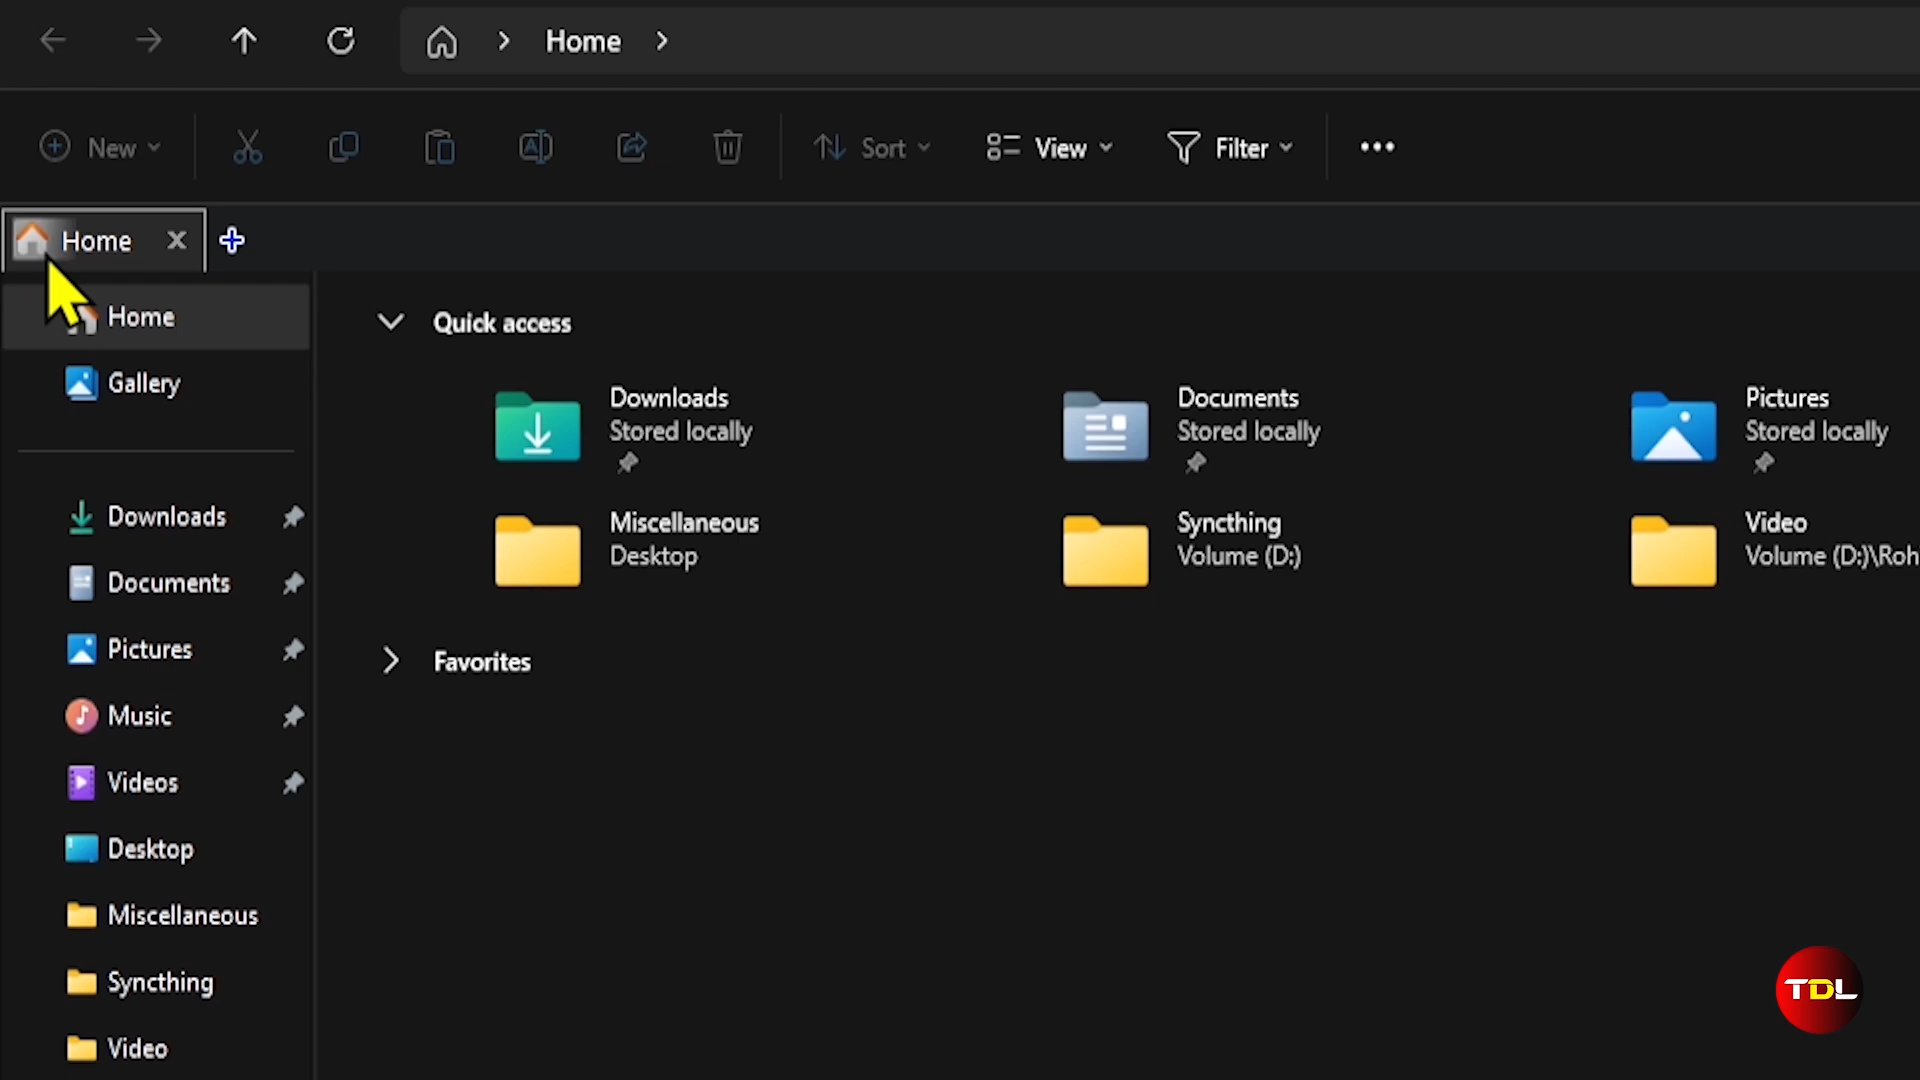 Home
New
Sort
View
Filter
Home
Home
Gallery
Downloads
Documents
Pictures
Music
Videos
Desktop
Miscellaneous
Syncthing
Video
Quick access
Downloads
Stored locally
Documents
Stored locally
Pictures
Stored locally
Miscellaneous
Desktop
Syncthing
Volume (D:)
Video
Volume (D:)\Roh
Favorites
TDL